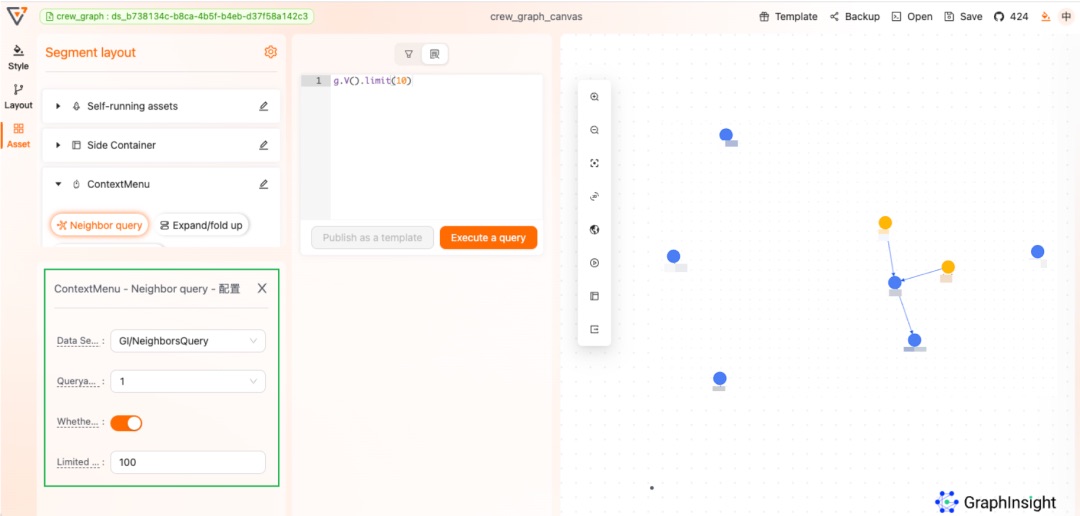 crew_graph : ds_b738134c-b8ca-4b5f-b4eb-d37f58a142c3
crew_graph_canvas
Template
Backup
Open
Save
424
中
Style
Layout
Asset
Segment layout
Self-running assets
Side Container
ContextMenu
Neighbor query
Expand/fold up
ContextMenu - Neighbor query - 配置
Data Se... :
GI/NeighborsQuery
Querya... :
1
Whethe... :
Limited ... :
100
1
g.V().limit(10)
Publish as a template
Execute a query
GraphInsight